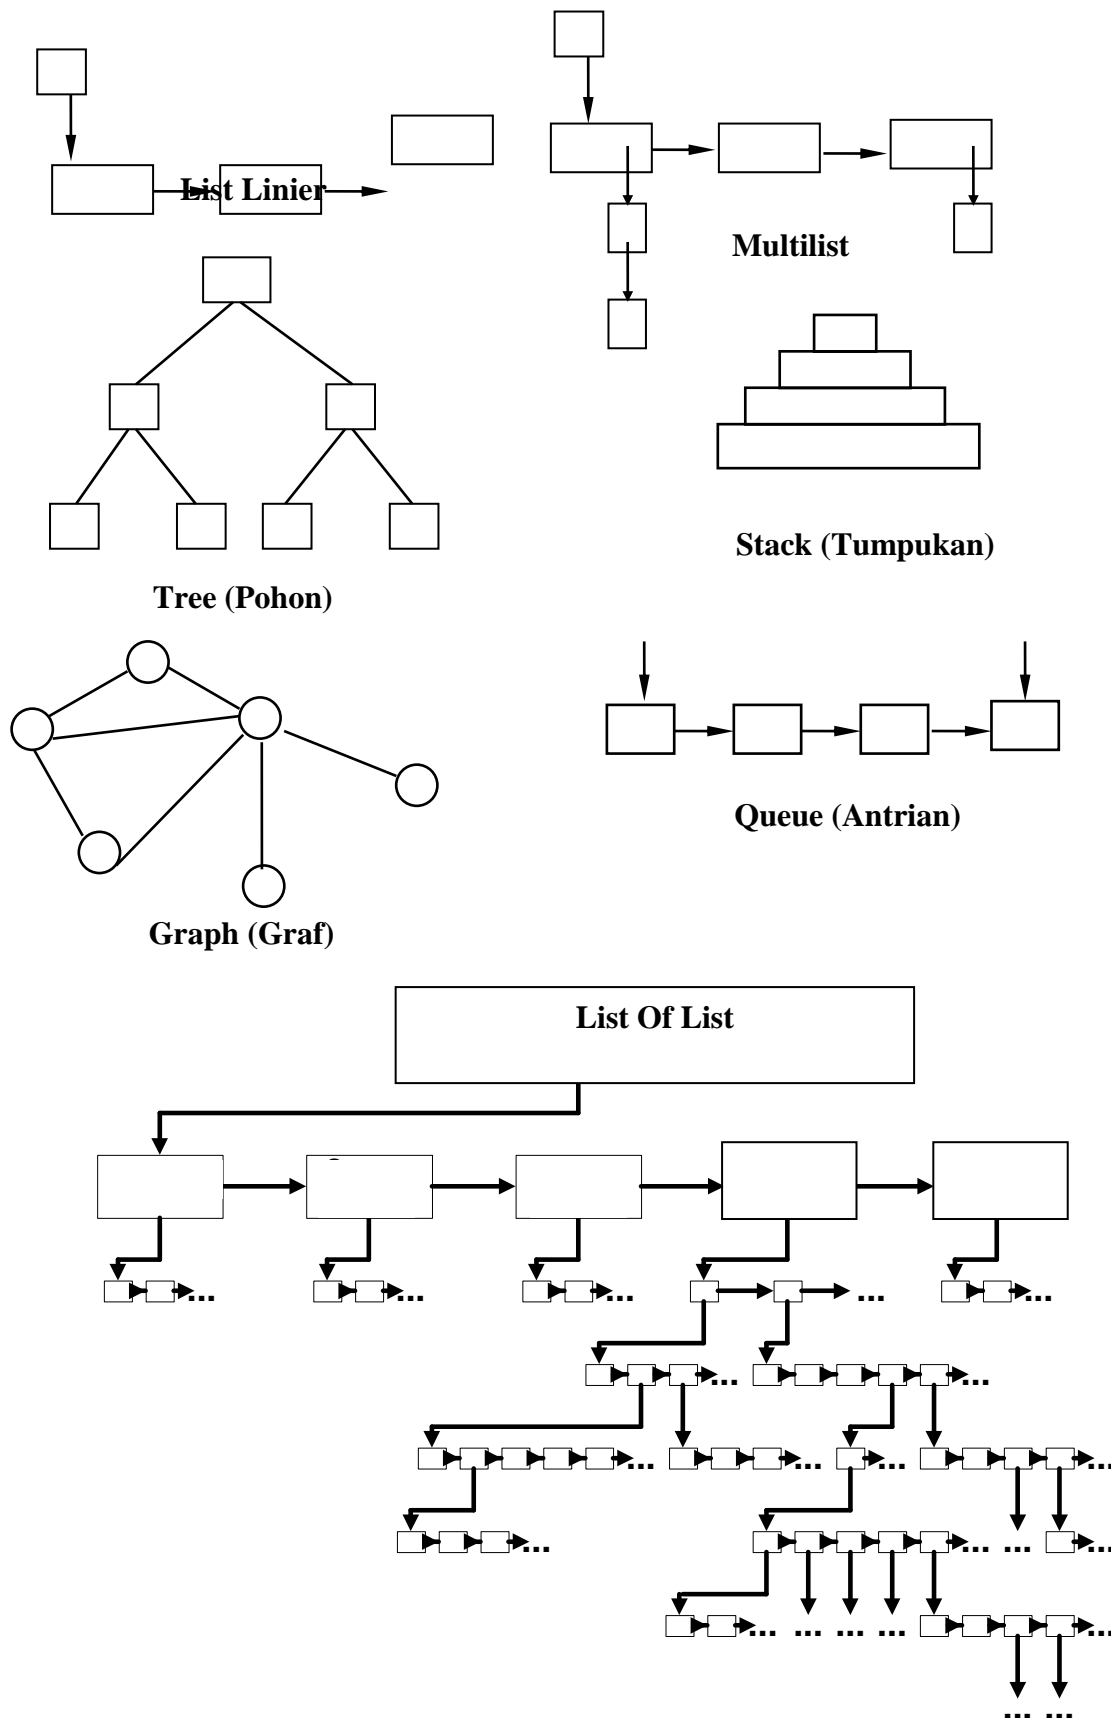 List Linier
Multilist
Stack (Tumpukan)
Tree (Pohon)
Queue (Antrian)
Graph (Graf)
List Of List
... ... ... ... ...
... ...
... ... ... ...
... ... ... ...
... ... ... ... ...
... ...